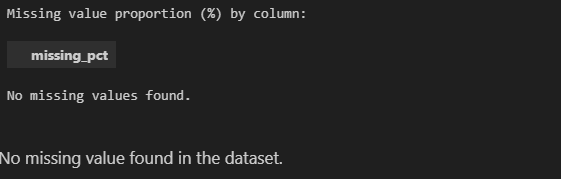 Missing value proportion (%) by column:
missing_pct
No missing values found.
No missing value found in the dataset.